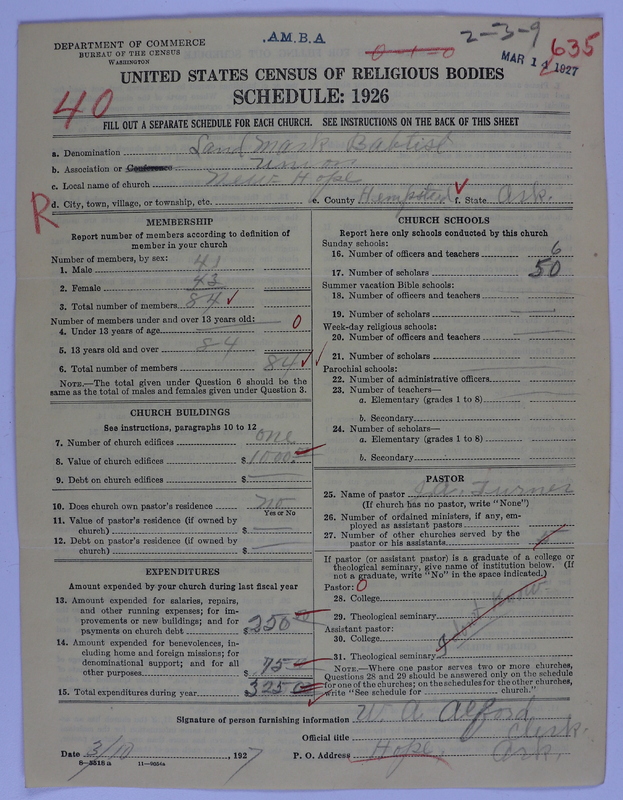 .A.M.B.A
0-1-0
2-3-9
635
MAR 14 1927
DEPARTMENT OF COMMERCE
BUREAU OF THE CENSUS
WASHINGTON
UNITED STATES CENSUS OF RELIGIOUS BODIES
SCHEDULE: 1926
40
FILL OUT A SEPARATE SCHEDULE FOR EACH CHURCH. SEE INSTRUCTIONS ON THE BACK OF THIS SHEET
a. Denomination Land Mark Babtist
b. Association or Conference Union
c. Local name of church New Hope
R
d. City, town, village, or township, etc. e. County Hempstead f. State Ark.
MEMBERSHIP
Report number of members according to definition of
member in your church
Number of members, by sex:
1. Male 41
2. Female 43
3. Total number of members 84
Number of members under and over 13 years old:
4. Under 13 years of age 0
5. 13 years old and over 84
6. Total number of members 84
NOTE.—The total given under Question 6 should be the
same as the total of males and females given under Question 3.
CHURCH BUILDINGS
See instructions, paragraphs 10 to 12
7. Number of church edifices one
8. Value of church edifices $1000.00
9. Debt on church edifices $
10. Does church own pastor's residence? no
Yes or No
11. Value of pastor's residence (if owned by
church) $
12. Debt on pastor's residence (if owned by
church) $
EXPENDITURES
Amount expended by your church during last fiscal year
13. Amount expended for salaries, repairs,
and other running expenses; for im-
provements or new buildings; and for
payments on church debt $250.00
14. Amount expended for benevolences, in-
cluding home and foreign missions; for
denominational support; and for all
other purposes $75
15. Total expenditures during year $325
CHURCH SCHOOLS
Report here only schools conducted by this church
Sunday schools:
16. Number of officers and teachers 6
17. Number of scholars 50
Summer vacation Bible schools:
18. Number of officers and teachers
19. Number of scholars
Week-day religious schools:
20. Number of officers and teachers
21. Number of scholars
Parochial schools:
22. Number of administrative officers
23. Number of teachers—
a. Elementary (grades 1 to 8)
b. Secondary
24. Number of scholars—
a. Elementary (grades 1 to 8)
b. Secondary
PASTOR
25. Name of pastor Turner
(If church has no pastor, write "None")
26. Number of ordained ministers, if any, em-
ployed as assistant pastors
27. Number of other churches served by the
pastor or his assistants
If pastor (or assistant pastor) is a graduate of a college or
theological seminary, give name of institution below. (If
not a graduate, write "No" in the space indicated.)
Pastor: 0
28. College
29. Theological seminary
Assistant pastor:
30. College
31. Theological seminary
NOTE.—Where one pastor serves two or more churches,
Questions 28 and 29 should be answered only on the schedule
for one of the churches; on the schedules for the other churches,
write "See schedule for church."
Signature of person furnishing information W. A. Alford
Official title Clerk.
Date 3/10, 1927 P. O. Address Hope, Ark.
8-5518 a 11-9054a